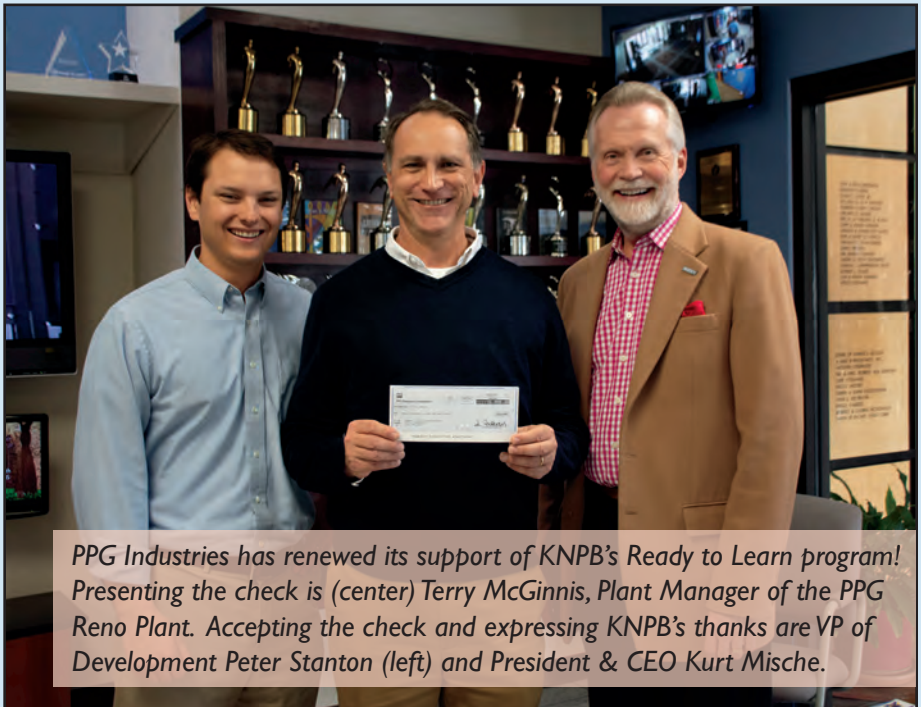 PPG Industries has renewed its support of KNPB's Ready to Learn program!
Presenting the check is (center) Terry McGinnis, Plant Manager of the PPG
Reno Plant. Accepting the check and expressing KNPB's thanks are VP of
Development Peter Stanton (left) and President & CEO Kurt Mische.